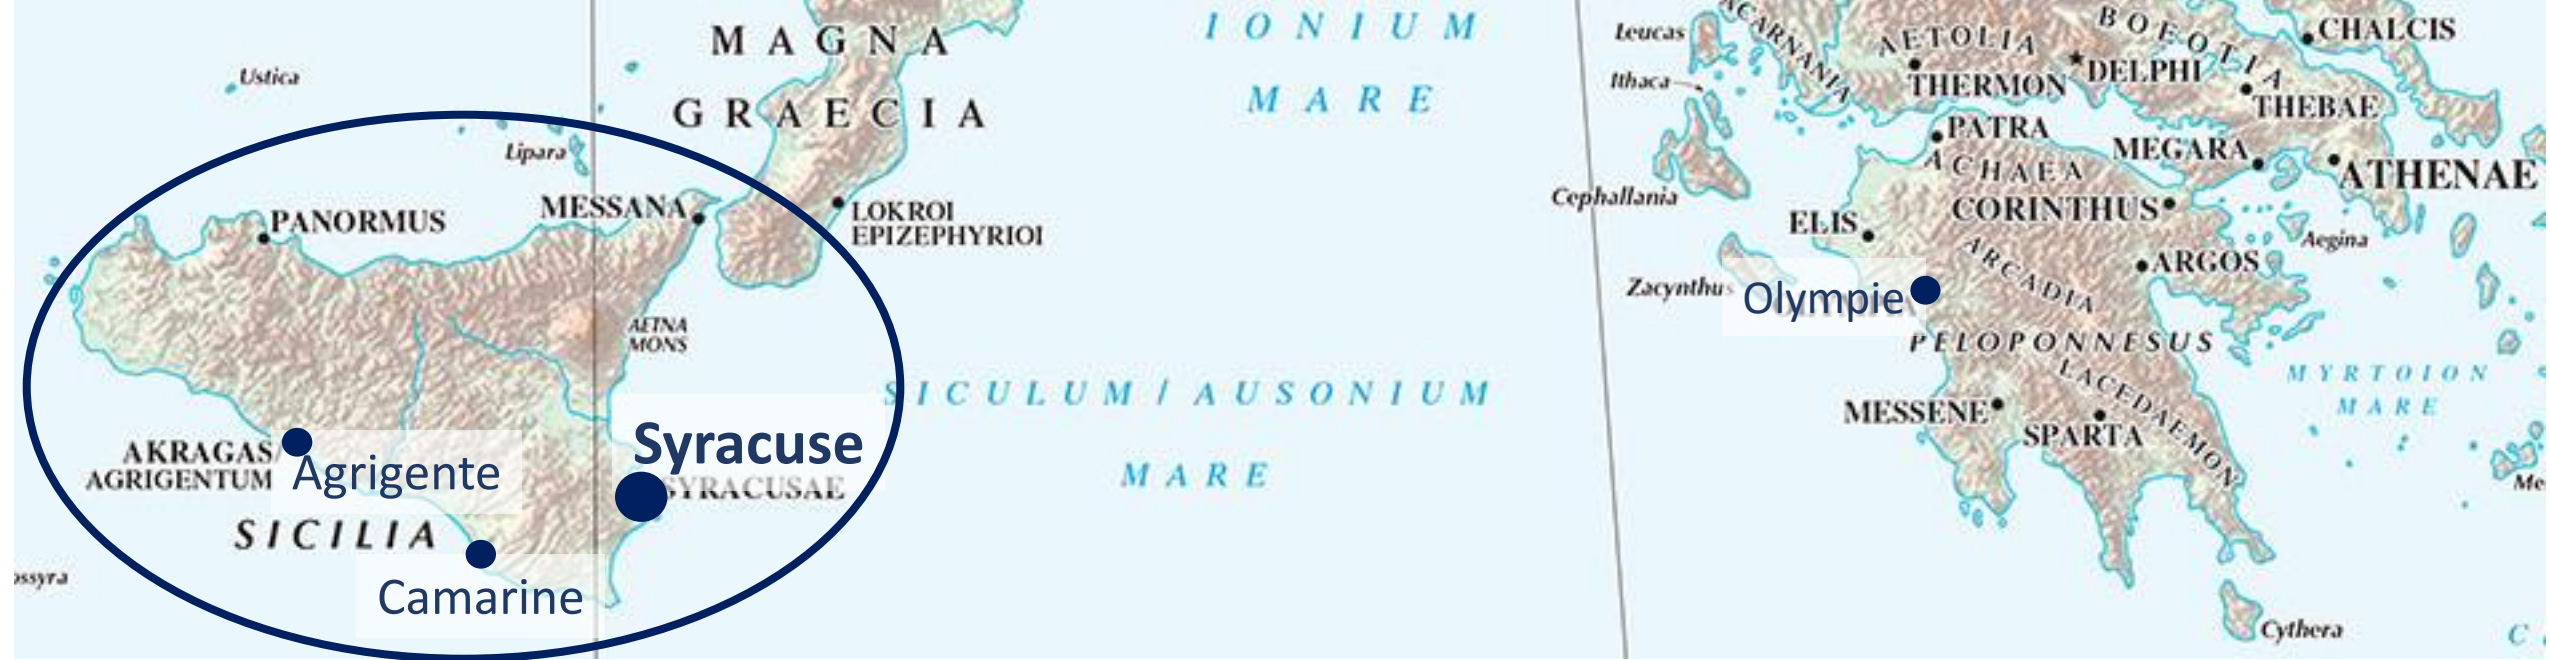 MAGNA
GRAECIA
IONIUM
MARE
Ustica
Lipara
PANORMUS
MESSANA
LOKROI
EPIZEPHYRIOI
AETNA
MONS
AKRAGAS/
AGRIGENTUM
Agrigente
Syracuse
SYRACUSAE
SICILIA
Camarine
ossyra
SICULUM / AUSONIUM
MARE
Leucas
Ithaca
ACARNANIA
AETOLIA
THERMON
DELPHI
BOEOTIA
CHALCIS
THEBAE
PATRA
ACHAEA
MEGARA
ATHENAE
Cephallania
ELIS
CORINTHUS
Aegina
ARCADIA
ARGOS
Zacynthus
Olympie
PELOPONNESUS
MYRTOION
MARE
LACEDAEMON
MESSENE
SPARTA
Me
Cythera
C